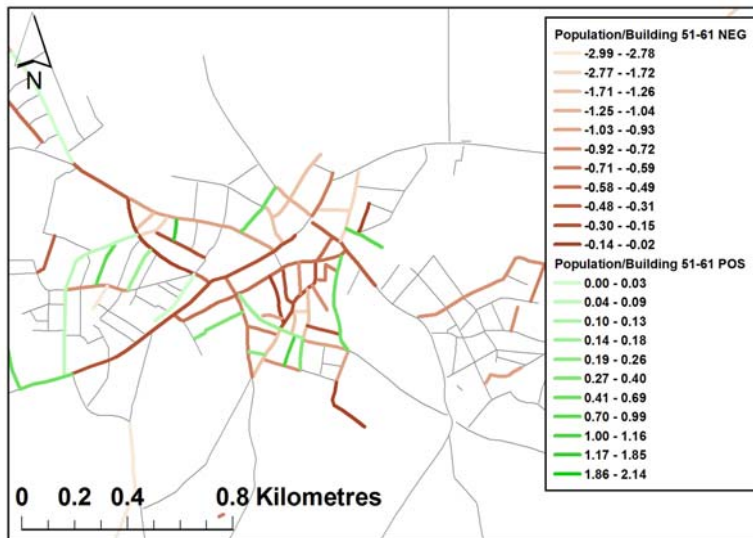 N
Population/Building 51-61 NEG
-2.99 - -2.78
-2.77 - -1.72
-1.71 - -1.26
-1.25 - -1.04
-1.03 - -0.93
-0.92 - -0.72
-0.71 - -0.59
-0.58 - -0.49
-0.48 - -0.31
-0.30 - -0.15
-0.14 - -0.02
Population/Building 51-61 POS
0.00 - 0.03
0.04 - 0.09
0.10 - 0.13
0.14 - 0.18
0.19 - 0.26
0.27 - 0.40
0.41 - 0.69
0.70 - 0.99
1.00 - 1.16
1.17 - 1.85
1.86 - 2.14
0 0.2 0.4 0.8 Kilometres